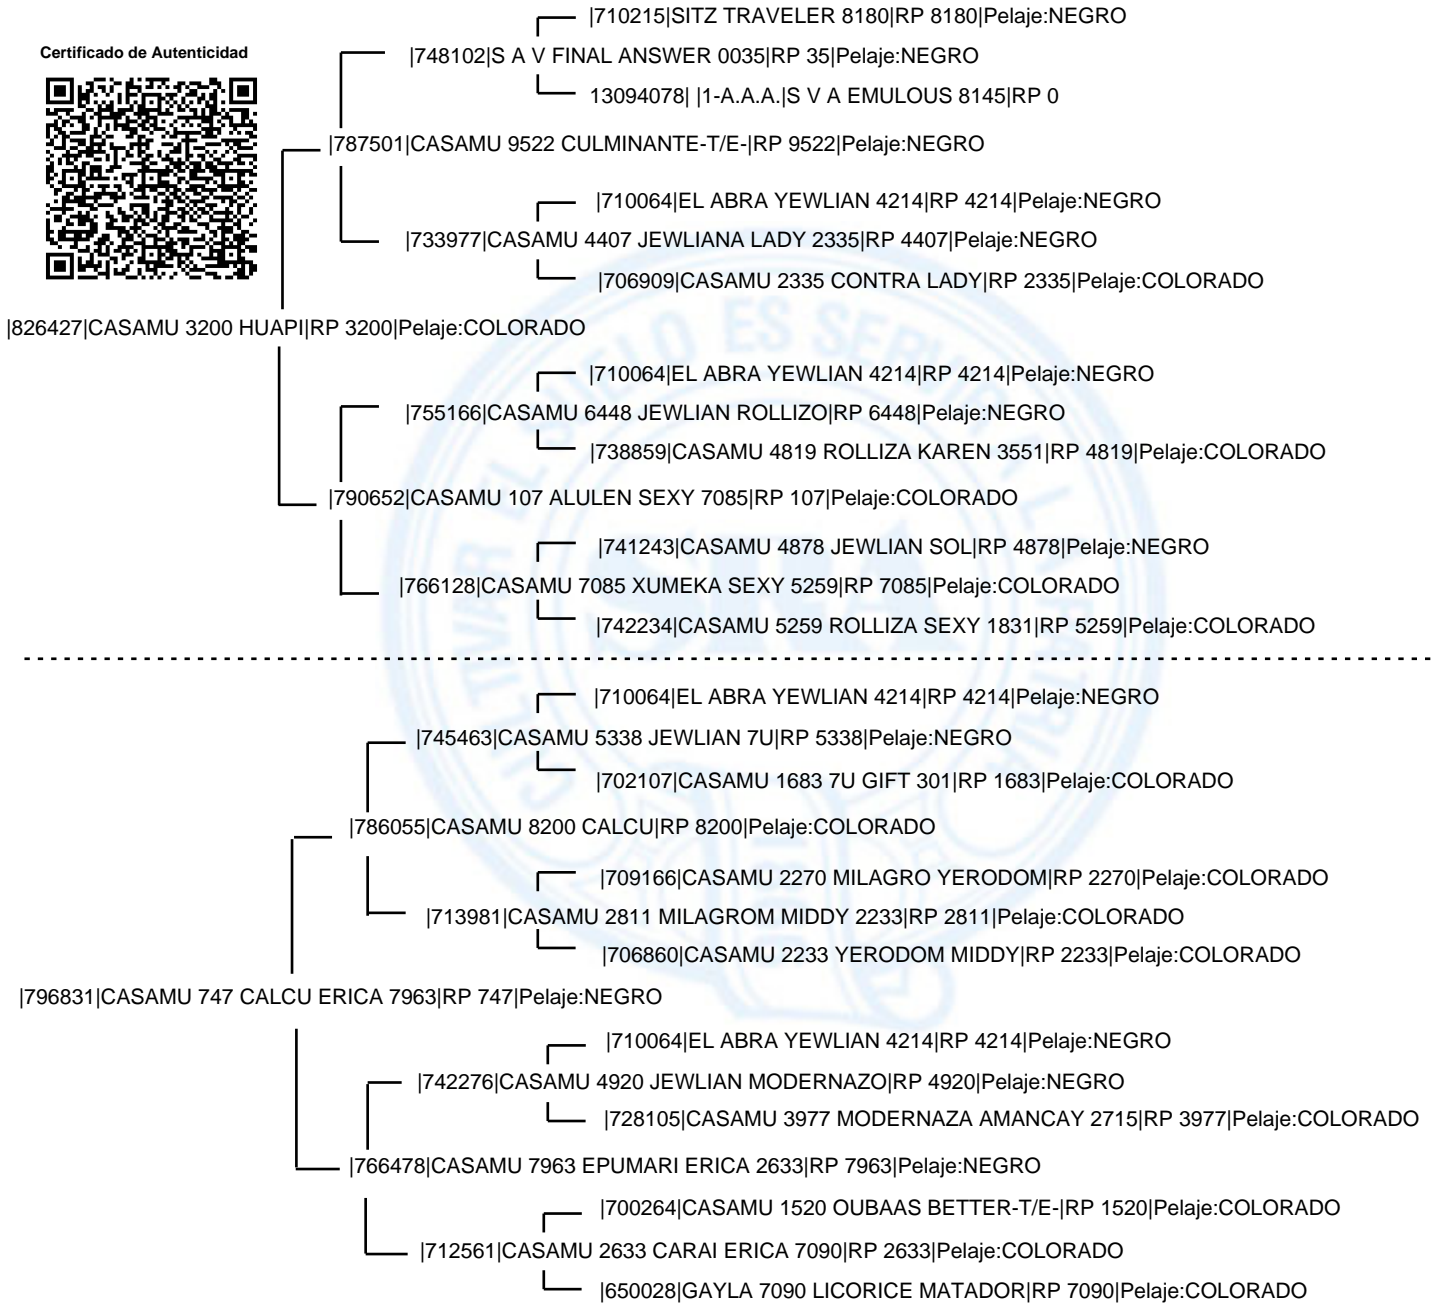 |710215|SITZ TRAVELER 8180|RP 8180|Pelaje:NEGRO
Certificado de Autenticidad
|748102|S A V FINAL ANSWER 0035|RP 35|Pelaje:NEGRO
13094078| |1-A.A.A.|S V A EMULOUS 8145|RP 0
|787501|CASAMU 9522 CULMINANTE-T/E-|RP 9522|Pelaje:NEGRO
|710064|EL ABRA YEWLIAN 4214|RP 4214|Pelaje:NEGRO
|733977|CASAMU 4407 JEWLIANA LADY 2335|RP 4407|Pelaje:NEGRO
|706909|CASAMU 2335 CONTRA LADY|RP 2335|Pelaje:COLORADO
|826427|CASAMU 3200 HUAPI|RP 3200|Pelaje:COLORADO
|710064|EL ABRA YEWLIAN 4214|RP 4214|Pelaje:NEGRO
|755166|CASAMU 6448 JEWLIAN ROLLIZO|RP 6448|Pelaje:NEGRO
|738859|CASAMU 4819 ROLLIZA KAREN 3551|RP 4819|Pelaje:COLORADO
|790652|CASAMU 107 ALULEN SEXY 7085|RP 107|Pelaje:COLORADO
|741243|CASAMU 4878 JEWLIAN SOL|RP 4878|Pelaje:NEGRO
|766128|CASAMU 7085 XUMEKA SEXY 5259|RP 7085|Pelaje:COLORADO
|742234|CASAMU 5259 ROLLIZA SEXY 1831|RP 5259|Pelaje:COLORADO
|710064|EL ABRA YEWLIAN 4214|RP 4214|Pelaje:NEGRO
|745463|CASAMU 5338 JEWLIAN 7U|RP 5338|Pelaje:NEGRO
|702107|CASAMU 1683 7U GIFT 301|RP 1683|Pelaje:COLORADO
|786055|CASAMU 8200 CALCU|RP 8200|Pelaje:COLORADO
|709166|CASAMU 2270 MILAGRO YERODOM|RP 2270|Pelaje:COLORADO
|713981|CASAMU 2811 MILAGROM MIDDY 2233|RP 2811|Pelaje:COLORADO
|706860|CASAMU 2233 YERODOM MIDDY|RP 2233|Pelaje:COLORADO
|796831|CASAMU 747 CALCU ERICA 7963|RP 747|Pelaje:NEGRO
|710064|EL ABRA YEWLIAN 4214|RP 4214|Pelaje:NEGRO
|742276|CASAMU 4920 JEWLIAN MODERNAZO|RP 4920|Pelaje:NEGRO
|728105|CASAMU 3977 MODERNAZA AMANCAY 2715|RP 3977|Pelaje:COLORADO
|766478|CASAMU 7963 EPUMARI ERICA 2633|RP 7963|Pelaje:NEGRO
|700264|CASAMU 1520 OUBAAS BETTER-T/E-|RP 1520|Pelaje:COLORADO
|712561|CASAMU 2633 CARAI ERICA 7090|RP 2633|Pelaje:COLORADO
|650028|GAYLA 7090 LICORICE MATADOR|RP 7090|Pelaje:COLORADO
CULTIVAR EL SUELO ES SERVIR A LA PATRIA
SRA